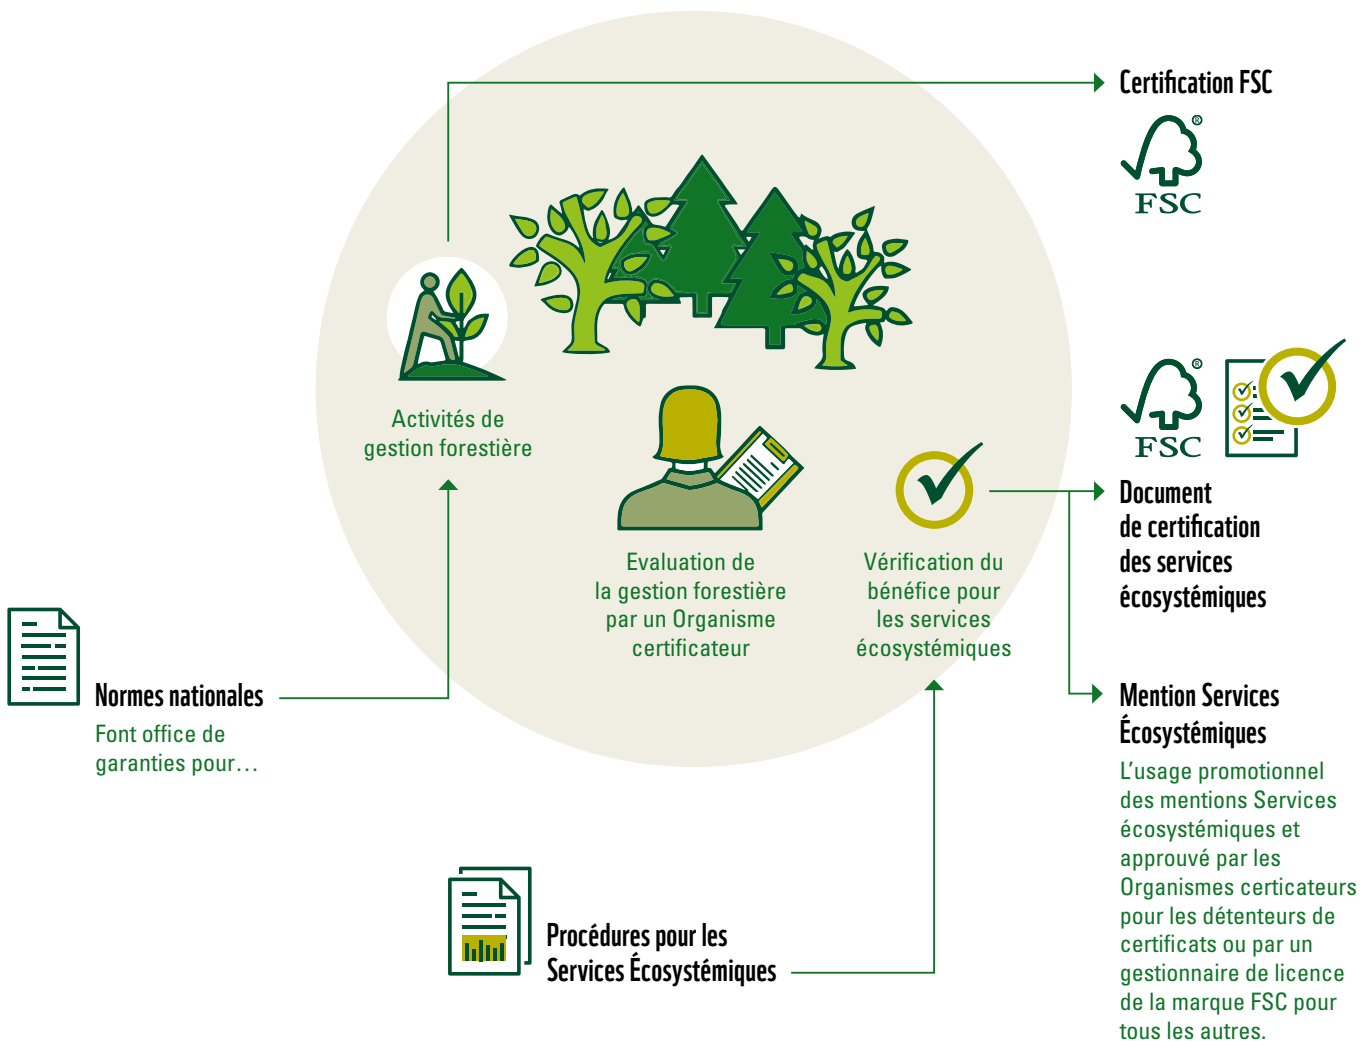 Certification FSC
®
FSC
Activités de
gestion forestière
®
FSC
Document
de certification
des services
écosystémiques
Evaluation de
la gestion forestière
par un Organisme
certificateur
Vérification du
bénéfice pour
les services
écosystémiques
Normes nationales
Font office de
garanties pour…
Mention Services
Écosystémiques
L’usage promotionnel
des mentions Services
écosystémiques et
approuvé par les
Organismes certicateurs
pour les détenteurs de
certificats ou par un
gestionnaire de licence
de la marque FSC pour
tous les autres.
Procédures pour les
Services Écosystémiques